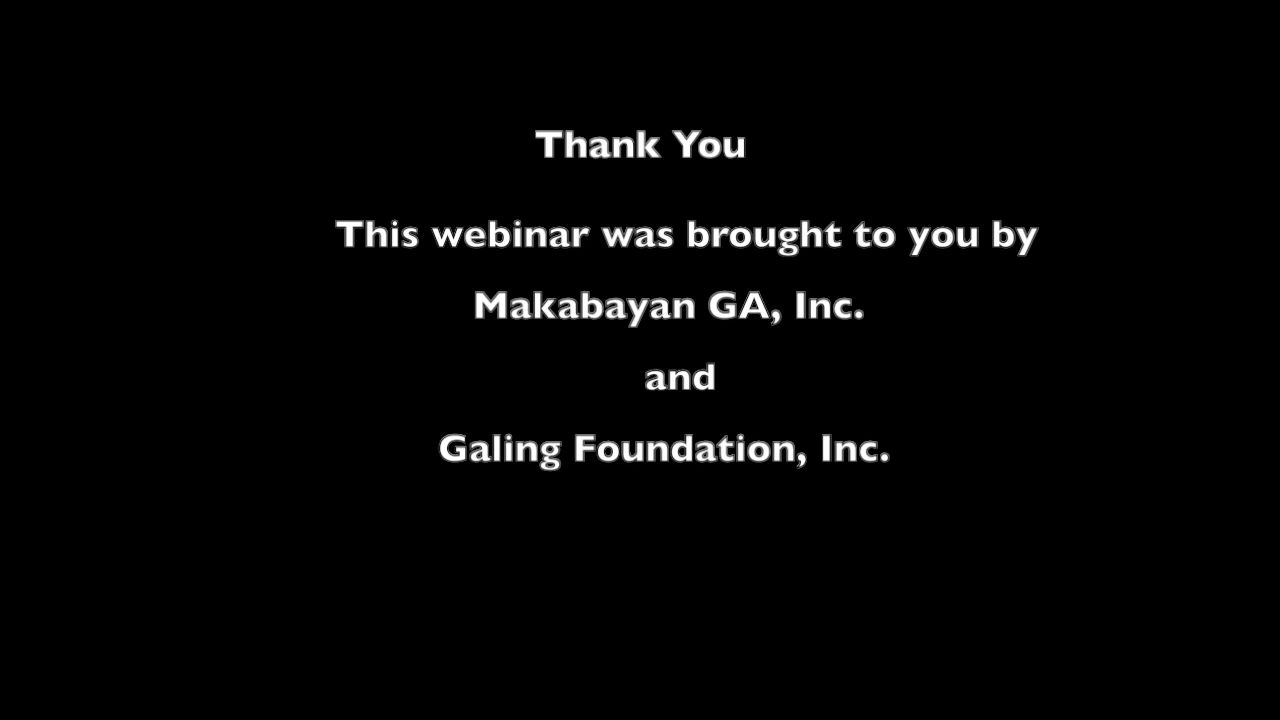 Thank You
This webinar was brought to you by
Makabayan GA, Inc.
and
Galing Foundation, Inc.